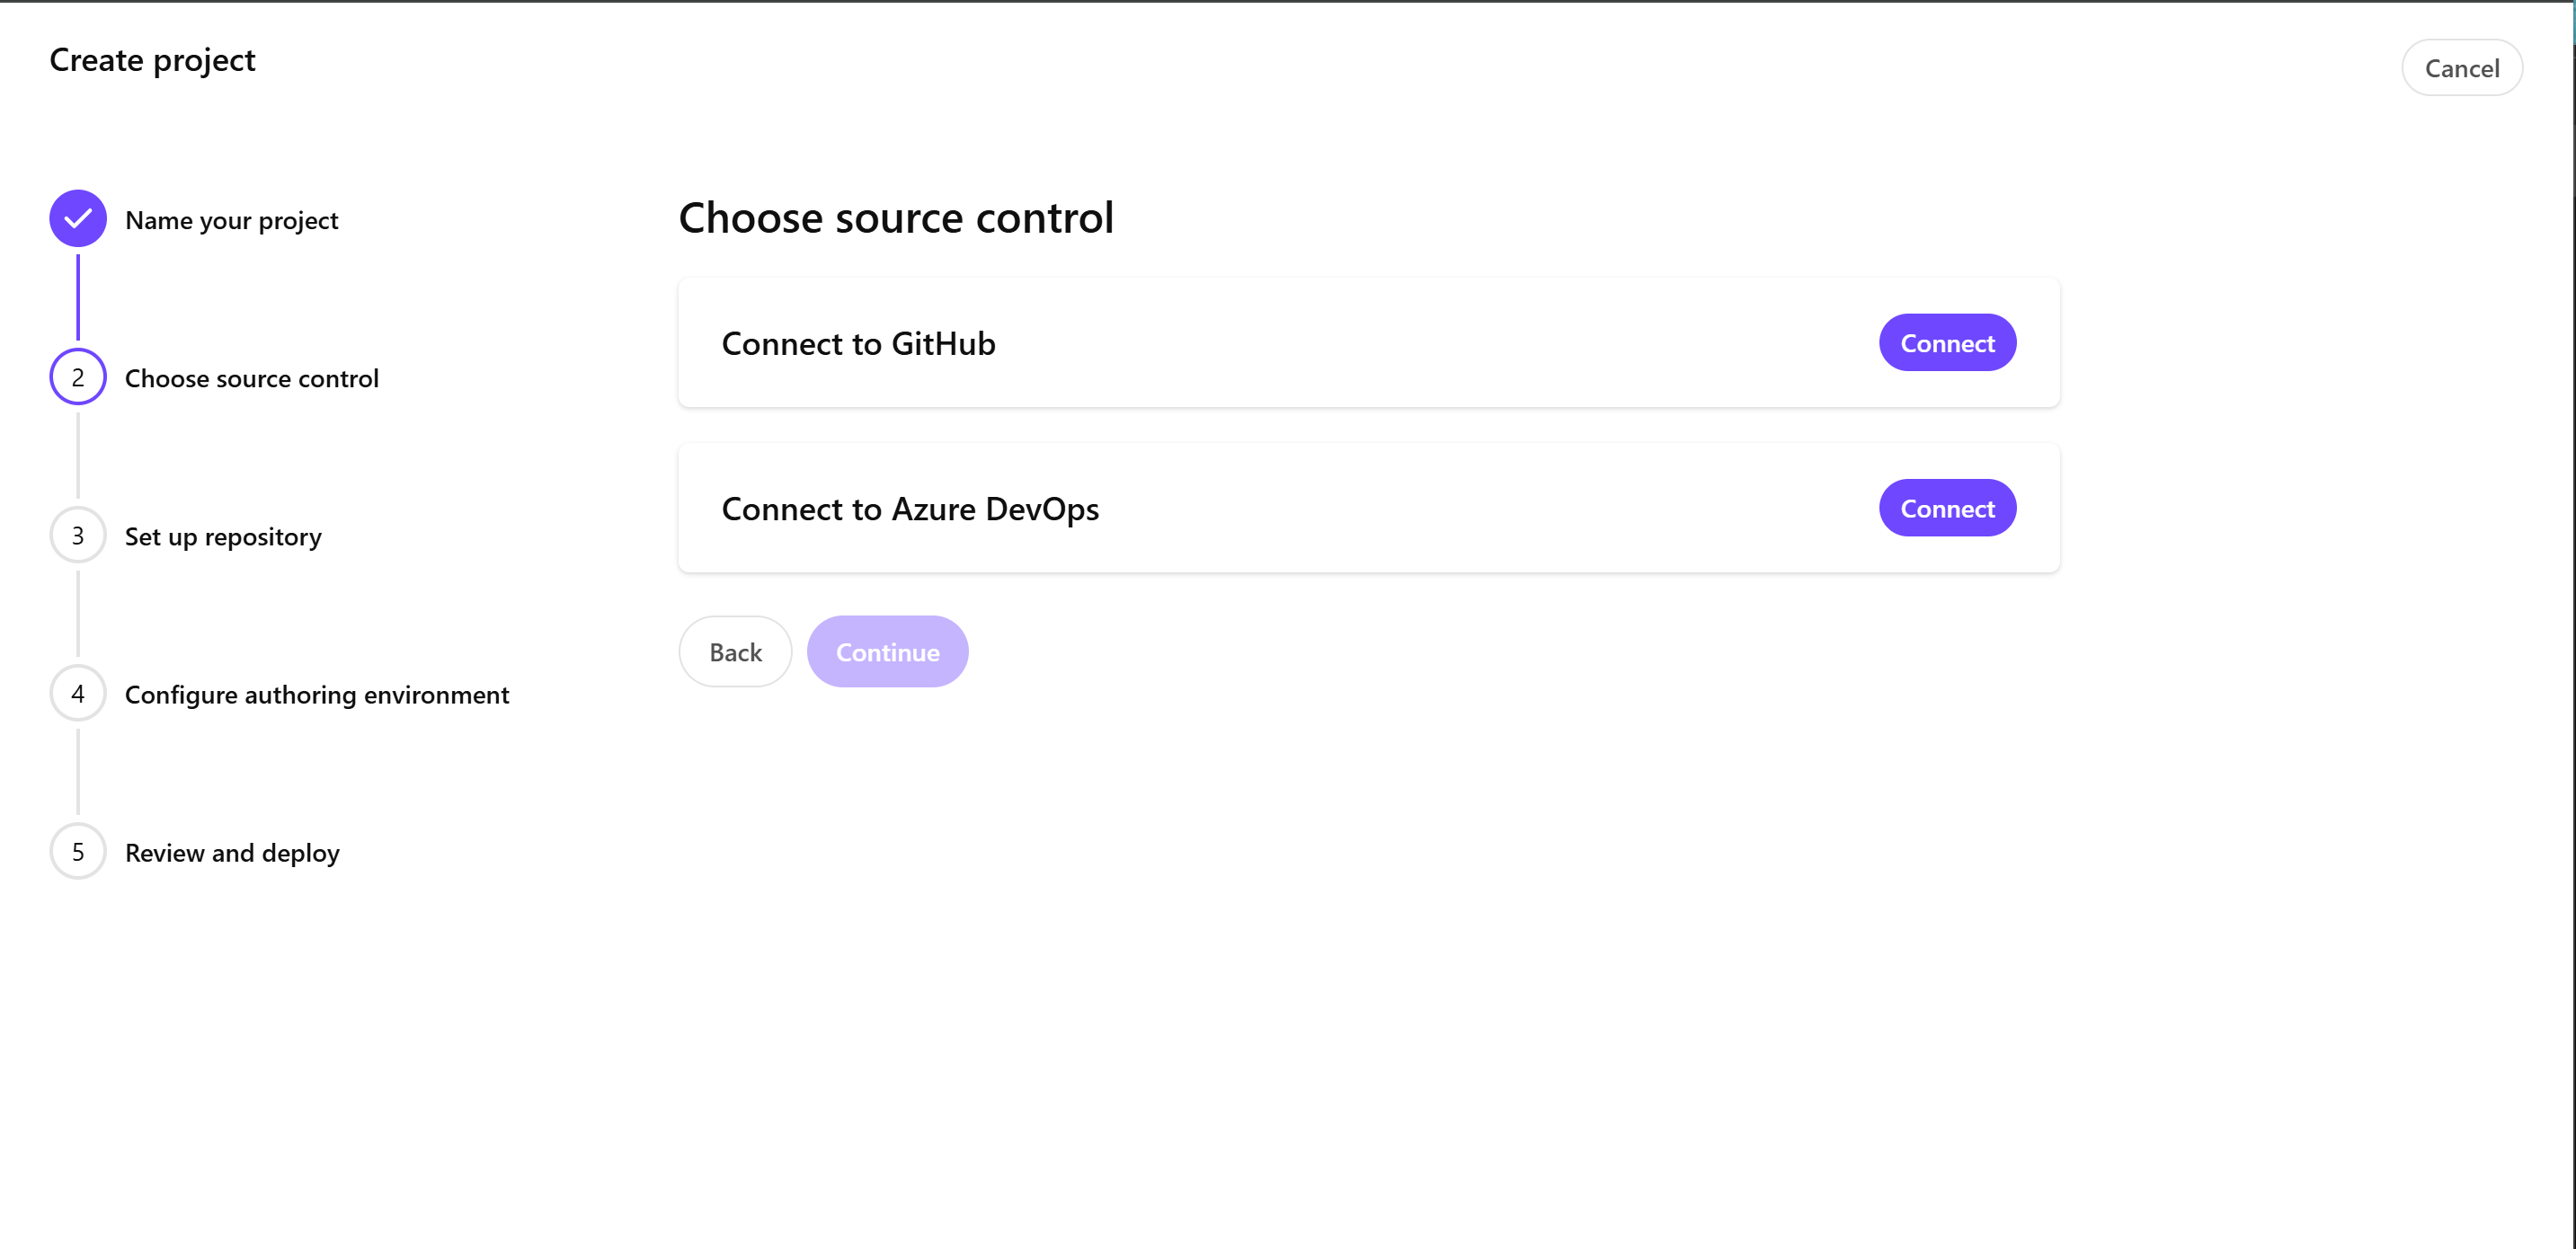 Create project
Cancel
Name your project
2 Choose source control
3 Set up repository
4 Configure authoring environment
5 Review and deploy
Choose source control
Connect to GitHub Connect
Connect to Azure DevOps Connect
Back Continue